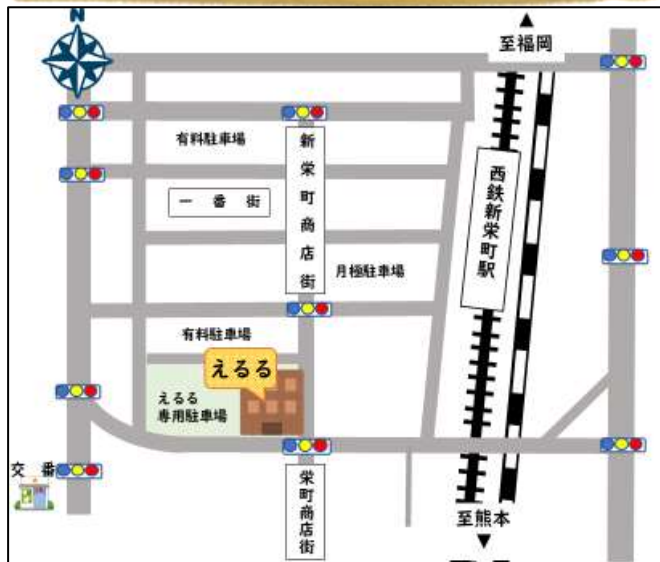 N
至福岡
有料駐車場
新栄町商店街
一番街
西鉄新栄町駅
月極駐車場
有料駐車場
えるる
えるる
専用駐車場
交番
栄町商店街
至熊本